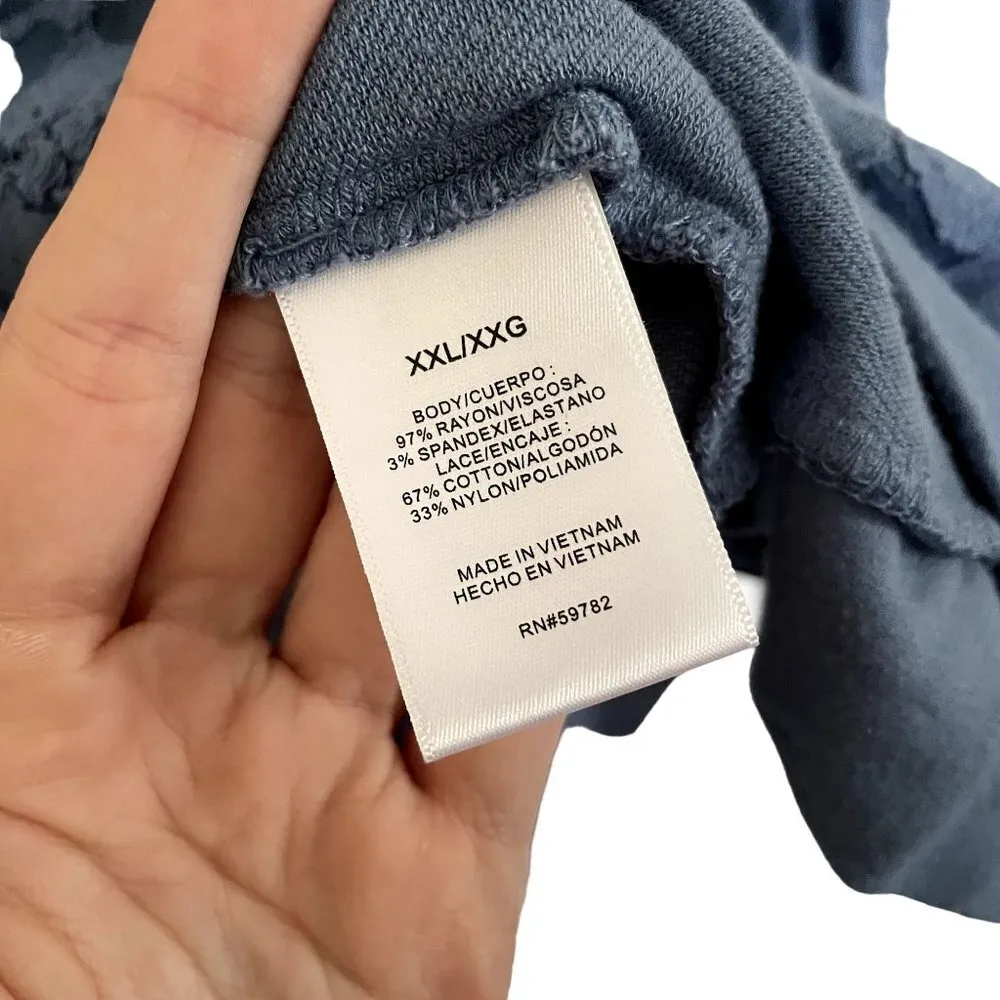 XXL/XXG
BODY/CUERPO :
97% RAYON/VISCOSA
3% SPANDEX/ELASTANO
LACE/ENCAJE :
67% COTTON/ALGODÓN
33% NYLON/POLIAMIDA
MADE IN VIETNAM
HECHO EN VIETNAM
RN#59782